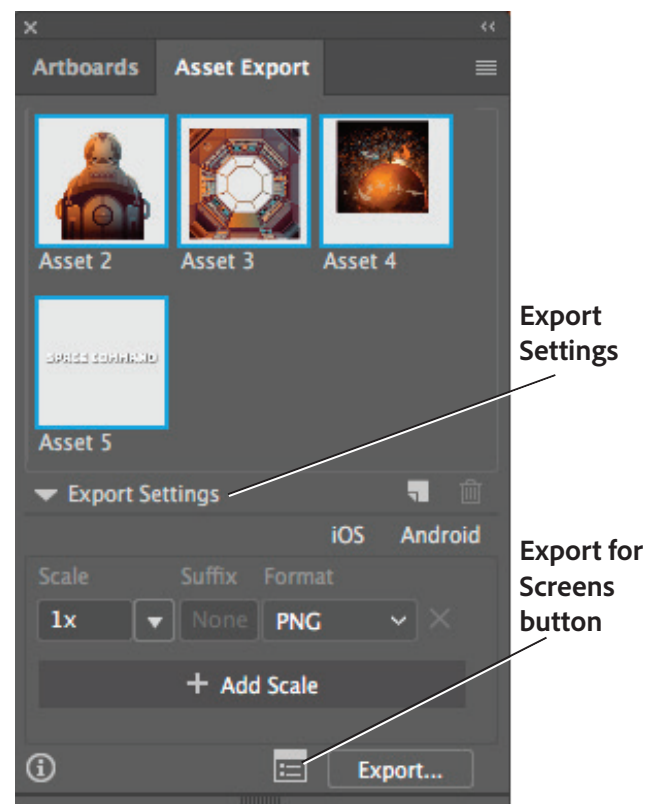 Artboards Asset Export
Asset 2 Asset 3 Asset 4
SPACE COMMAND
Asset 5
Export
Settings
Export Settings
iOS Android
Export for
Screens
button
Scale Suffix Format
1x None PNG
+ Add Scale
Export...